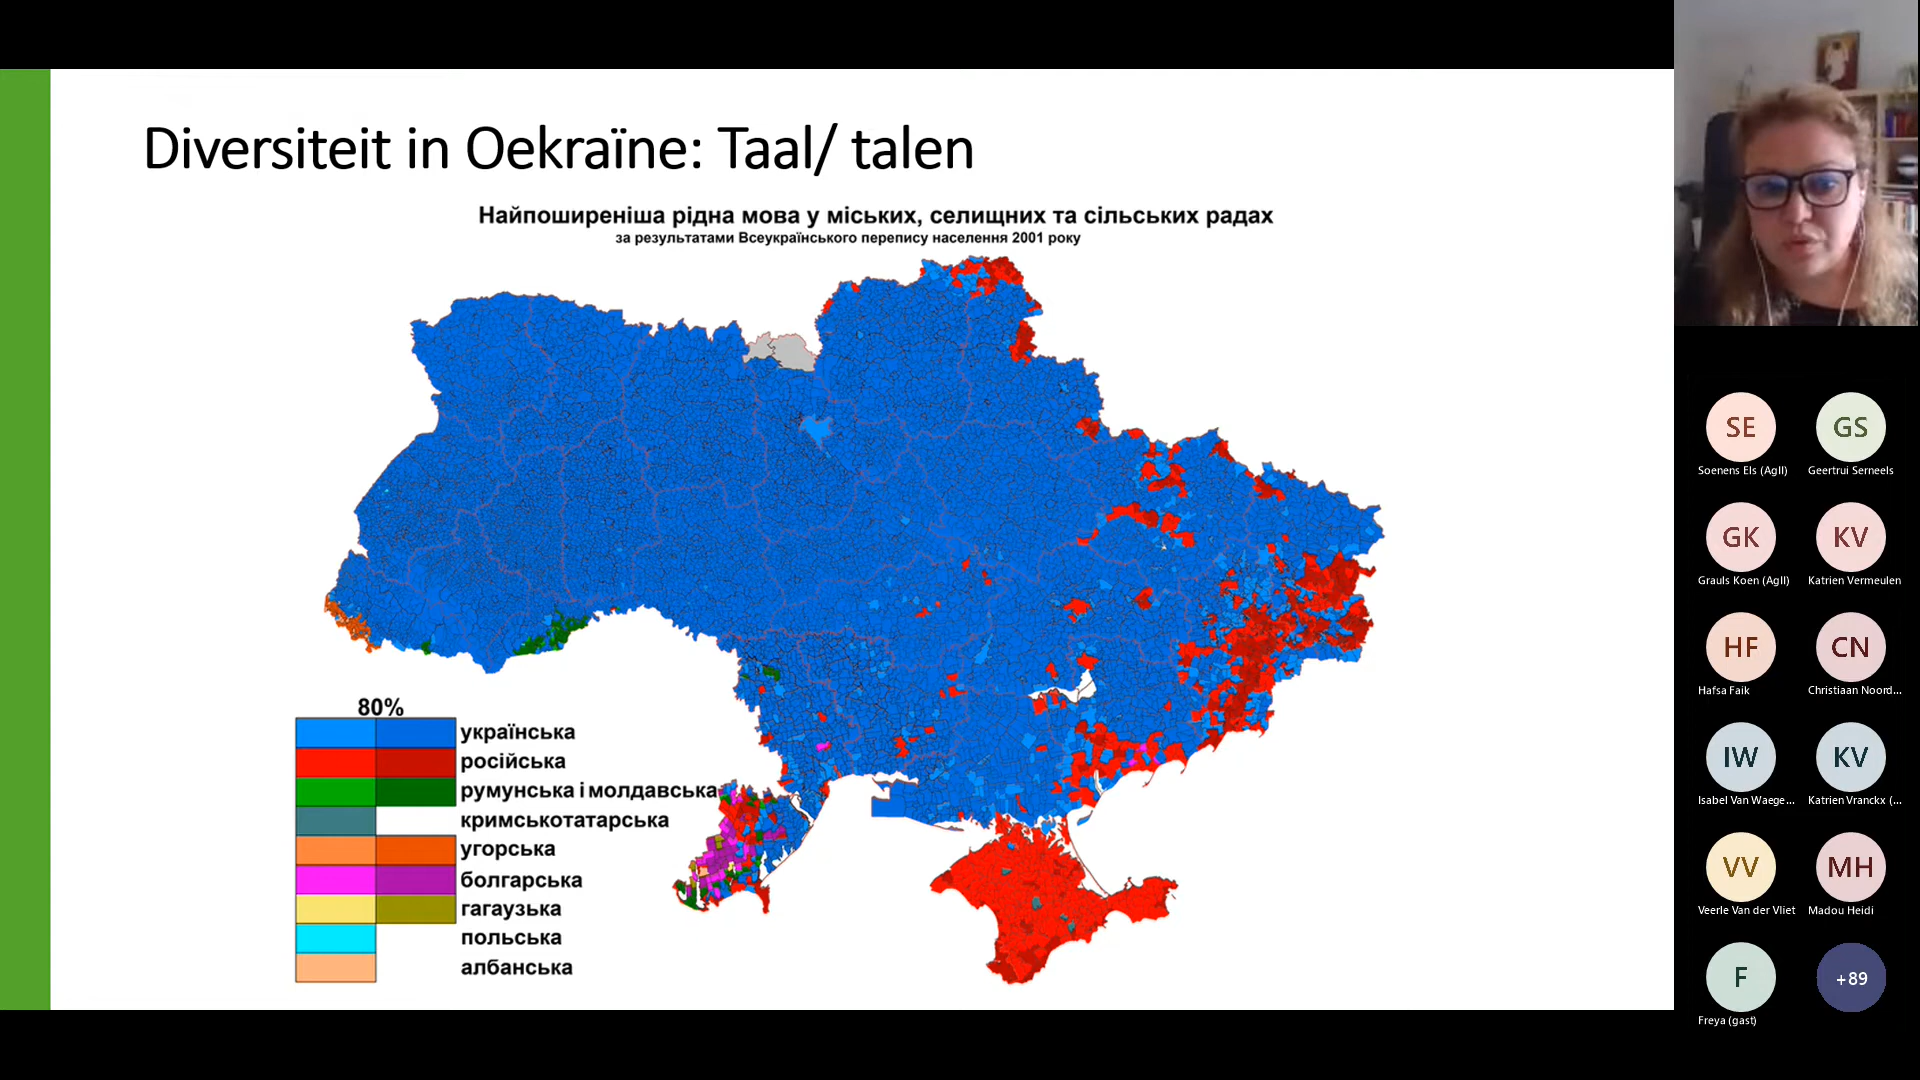 Diversiteit in Oekraïne: Taal/ talen
Найпоширеніша рідна мова у міських, селищних та сільських радах
за результатами Всеукраїнського перепису населення 2001 року
80%
українська
російська
румунська і молдавська
кримськотатарська
угорська
болгарська
гагаузька
польська
албанська
SE
GS
Soenens Els (AgII)
Geertrui Serneels
GK
KV
Grauls Koen (AgII)
Katrien Vermeulen
HF
CN
Hafsa Faik
Christiaan Noord...
IW
KV
Isabel Van Waege...
Katrien Vranckx (...
VV
MH
Veerle Van der Vliet
Madou Heidi
F
+89
Freya (gast)